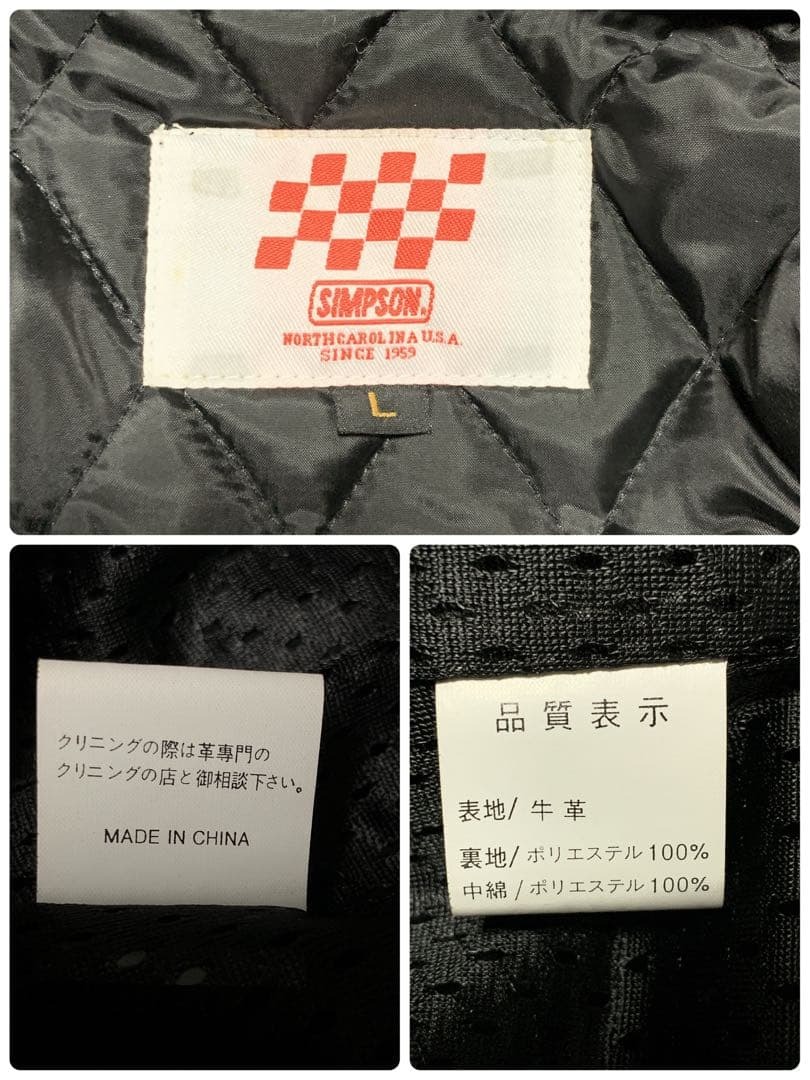 SIMPSON.
NORTH CAROLINA U.S.A.
SINCE 1959
L
クリニングの際は革專門の
クリニングの店と御相談下さい。
MADE IN CHINA
品質表示
表地/牛革
裏地/ポリエステル100%
中綿/ポリエステル100%